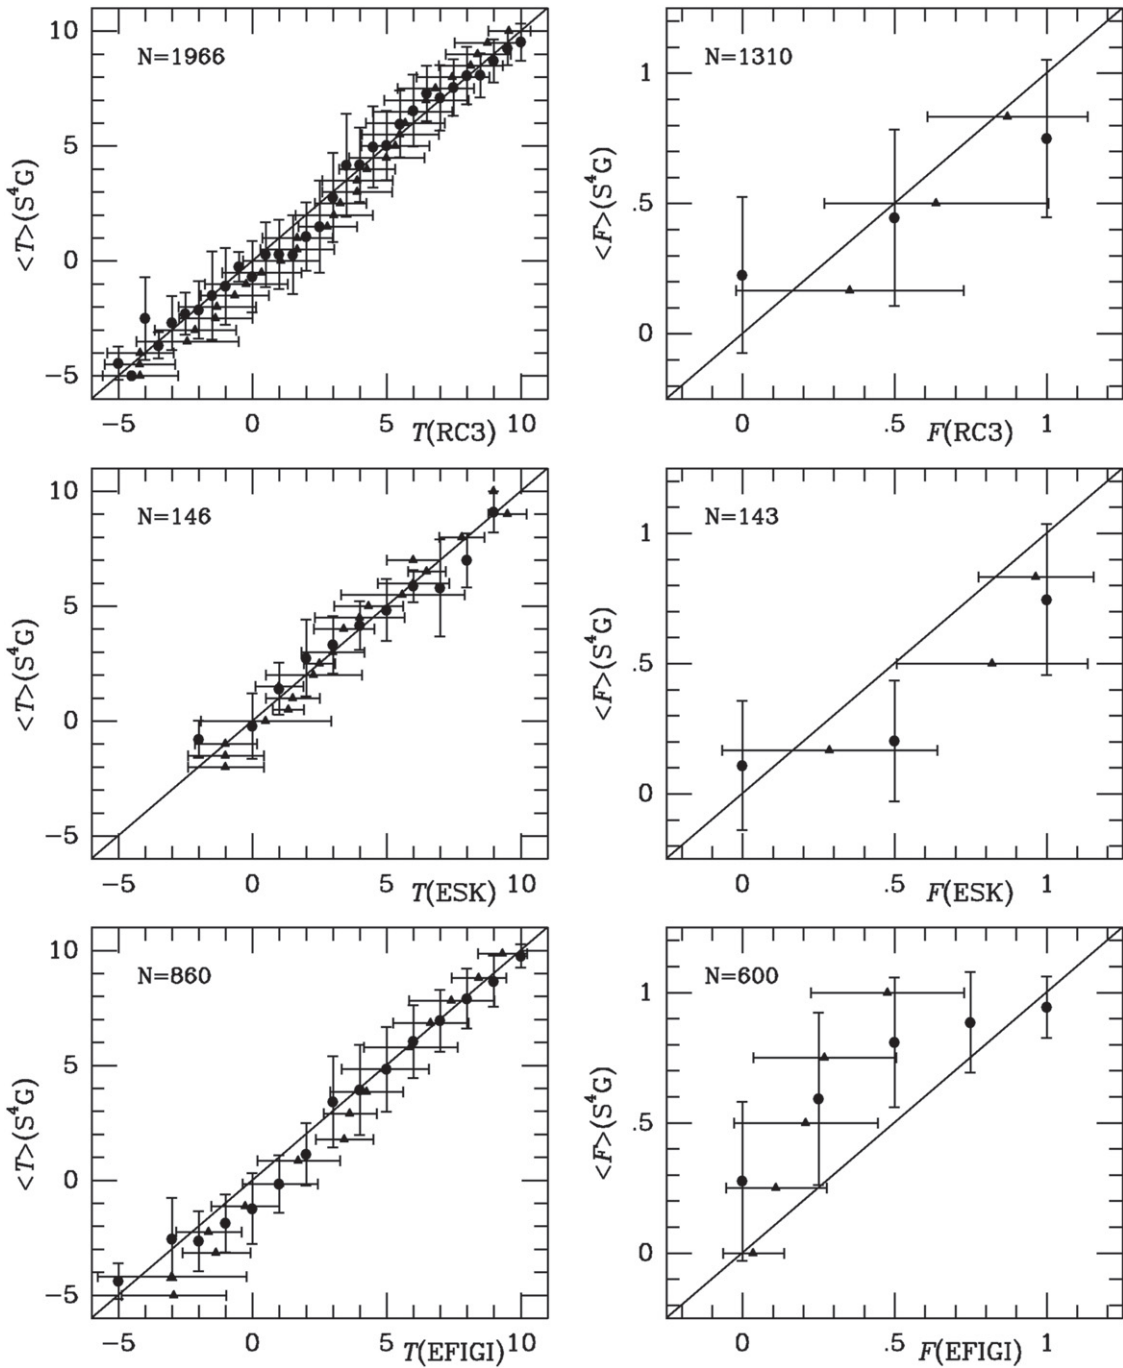 N=1966
10
5
0
−5
<T>(S⁴G)
−5 0 5 10
T(RC3)
N=1310
1
.5
0
<F>(S⁴G)
0 .5 1
F(RC3)
N=146
10
5
0
−5
<T>(S⁴G)
−5 0 5 10
T(ESK)
N=143
1
.5
0
<F>(S⁴G)
0 .5 1
F(ESK)
N=860
10
5
0
−5
<T>(S⁴G)
−5 0 5 10
T(EFIGI)
N=600
1
.5
0
<F>(S⁴G)
0 .5 1
F(EFIGI)